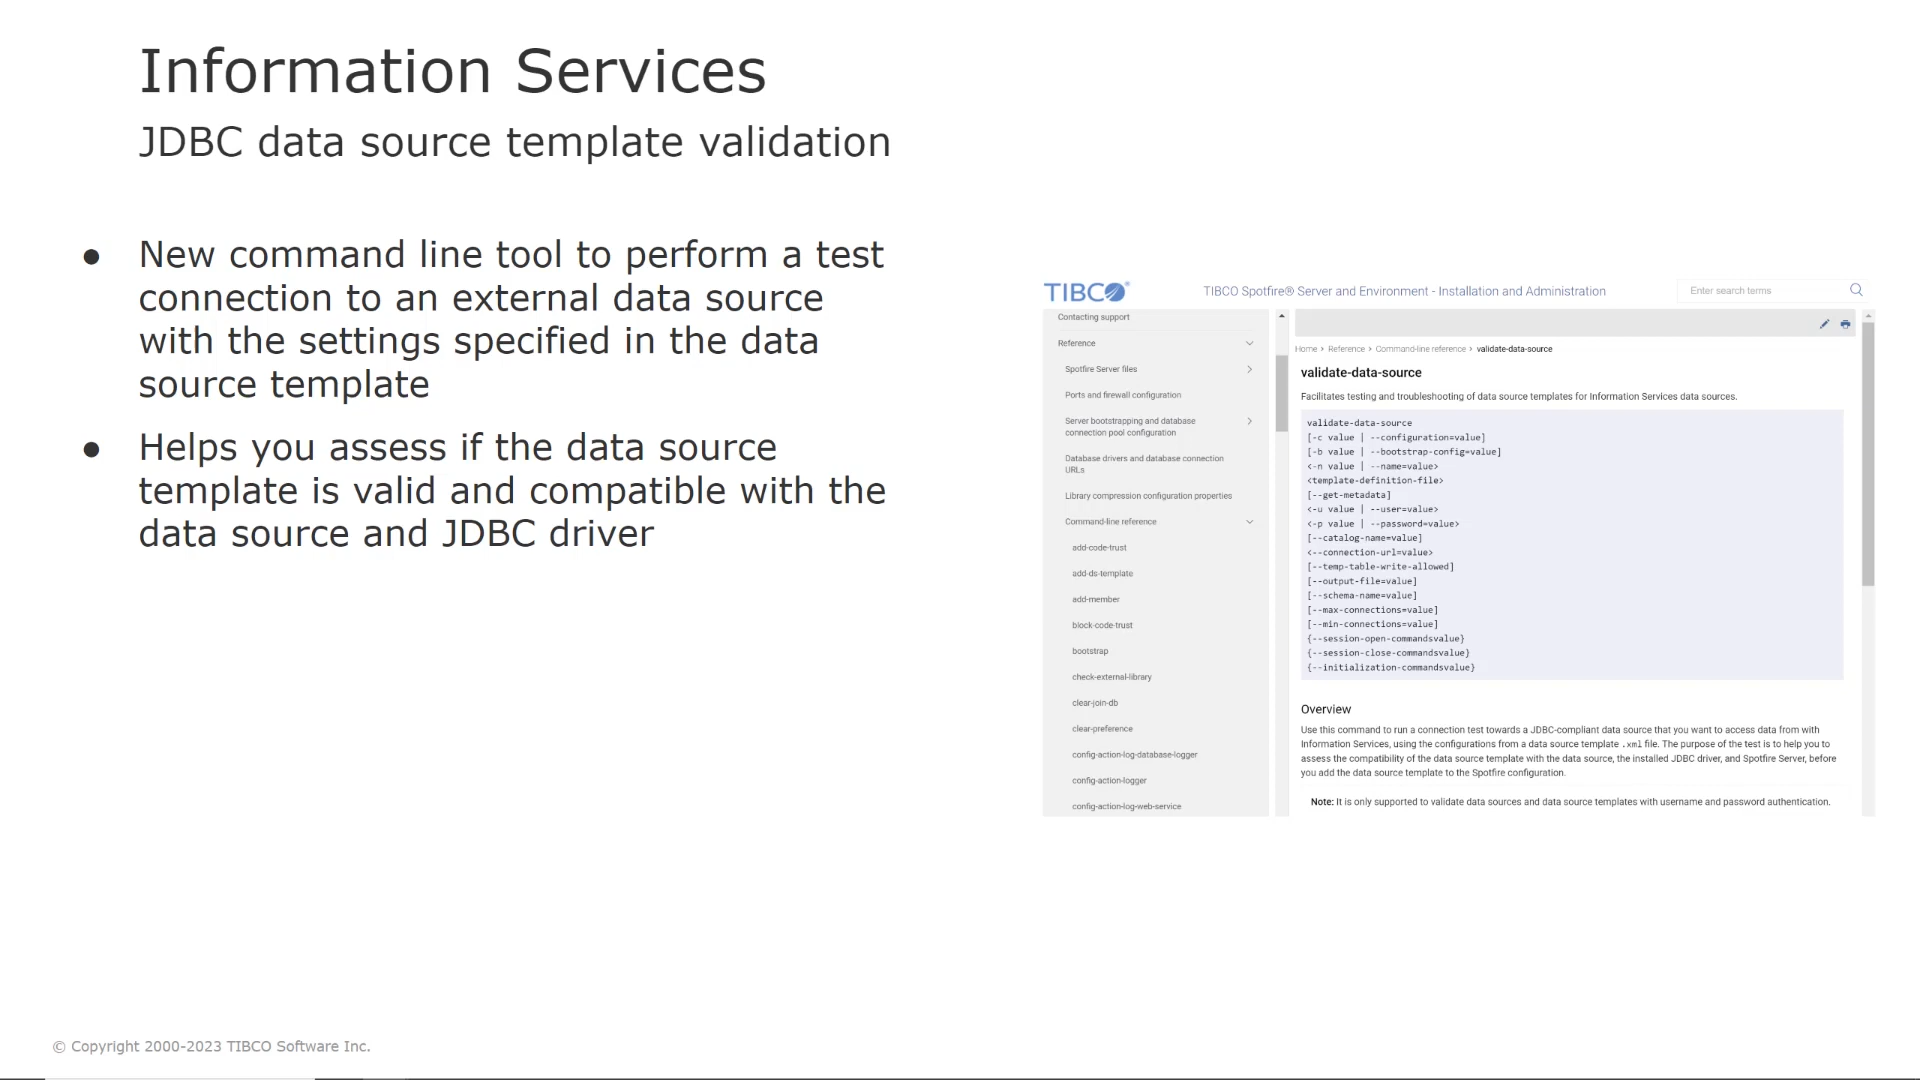 Information Services
JDBC data source template validation
● New command line tool to perform a test
connection to an external data source
with the settings specified in the data
source template
● Helps you assess if the data source
template is valid and compatible with the
data source and JDBC driver
TIBCO®
TIBCO Spotfire® Server and Environment - Installation and Administration
Enter search terms
Contacting support
Reference
Spotfire Server files
Ports and firewall configuration
Server bootstrapping and database
connection pool configuration
Database drivers and database connection
URLs
Library compression configuration properties
Command-line reference
add-code-trust
add-ds-template
add-member
block-code-trust
bootstrap
check-external-library
clear-join-db
clear-preference
config-action-log-database-logger
config-action-logger
config-action-log-web-service
Home > Reference > Command-line reference > validate-data-source
validate-data-source
Facilitates testing and troubleshooting of data source templates for Information Services data sources.
validate-data-source
[-c value | --configuration=value]
[-b value | --bootstrap-config=value]
<-n value | --name=value>
<template-definition-file>
[--get-metadata]
<-u value | --user=value>
<-p value | --password=value>
[--catalog-name=value]
<--connection-url=value>
[--temp-table-write-allowed]
[--output-file=value]
[--schema-name=value]
[--max-connections=value]
[--min-connections=value]
{--session-open-commandsvalue}
{--session-close-commandsvalue}
{--initialization-commandsvalue}
Overview
Use this command to run a connection test towards a JDBC-compliant data source that you want to access data from with
Information Services, using the configurations from a data source template .xml file. The purpose of the test is to help you to
assess the compatibility of the data source template with the data source, the installed JDBC driver, and Spotfire Server, before
you add the data source template to the Spotfire configuration.
Note: It is only supported to validate data sources and data source templates with username and password authentication.
© Copyright 2000-2023 TIBCO Software Inc.